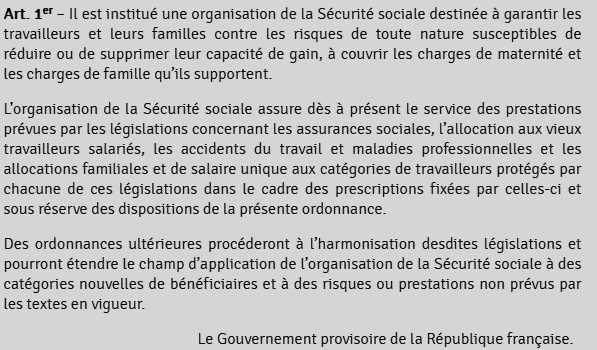 Art. 1er – Il est institué une organisation de la Sécurité sociale destinée à garantir les
travailleurs et leurs familles contre les risques de toute nature susceptibles de
réduire ou de supprimer leur capacité de gain, à couvrir les charges de maternité et
les charges de famille qu’ils supportent.
L’organisation de la Sécurité sociale assure dès à présent le service des prestations
prévues par les législations concernant les assurances sociales, l’allocation aux vieux
travailleurs salariés, les accidents du travail et maladies professionnelles et les
allocations familiales et de salaire unique aux catégories de travailleurs protégés par
chacune de ces législations dans le cadre des prescriptions fixées par celles-ci et
sous réserve des dispositions de la présente ordonnance.
Des ordonnances ultérieures procéderont à l’harmonisation desdites législations et
pourront étendre le champ d’application de l’organisation de la Sécurité sociale à des
catégories nouvelles de bénéficiaires et à des risques ou prestations non prévus par
les textes en vigueur.
Le Gouvernement provisoire de la République française.